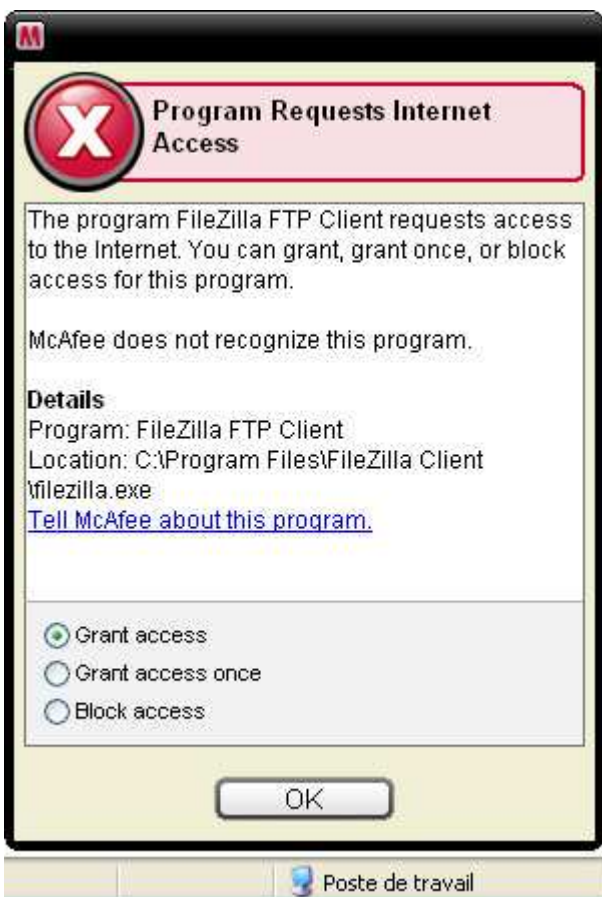 M
Program Requests Internet
Access
The program FileZilla FTP Client requests access
to the Internet. You can grant, grant once, or block
access for this program.
McAfee does not recognize this program.
Details
Program: FileZilla FTP Client
Location: C:\Program Files\FileZilla Client
\filezilla.exe
Tell McAfee about this program.
Grant access
Grant access once
Block access
OK
Poste de travail